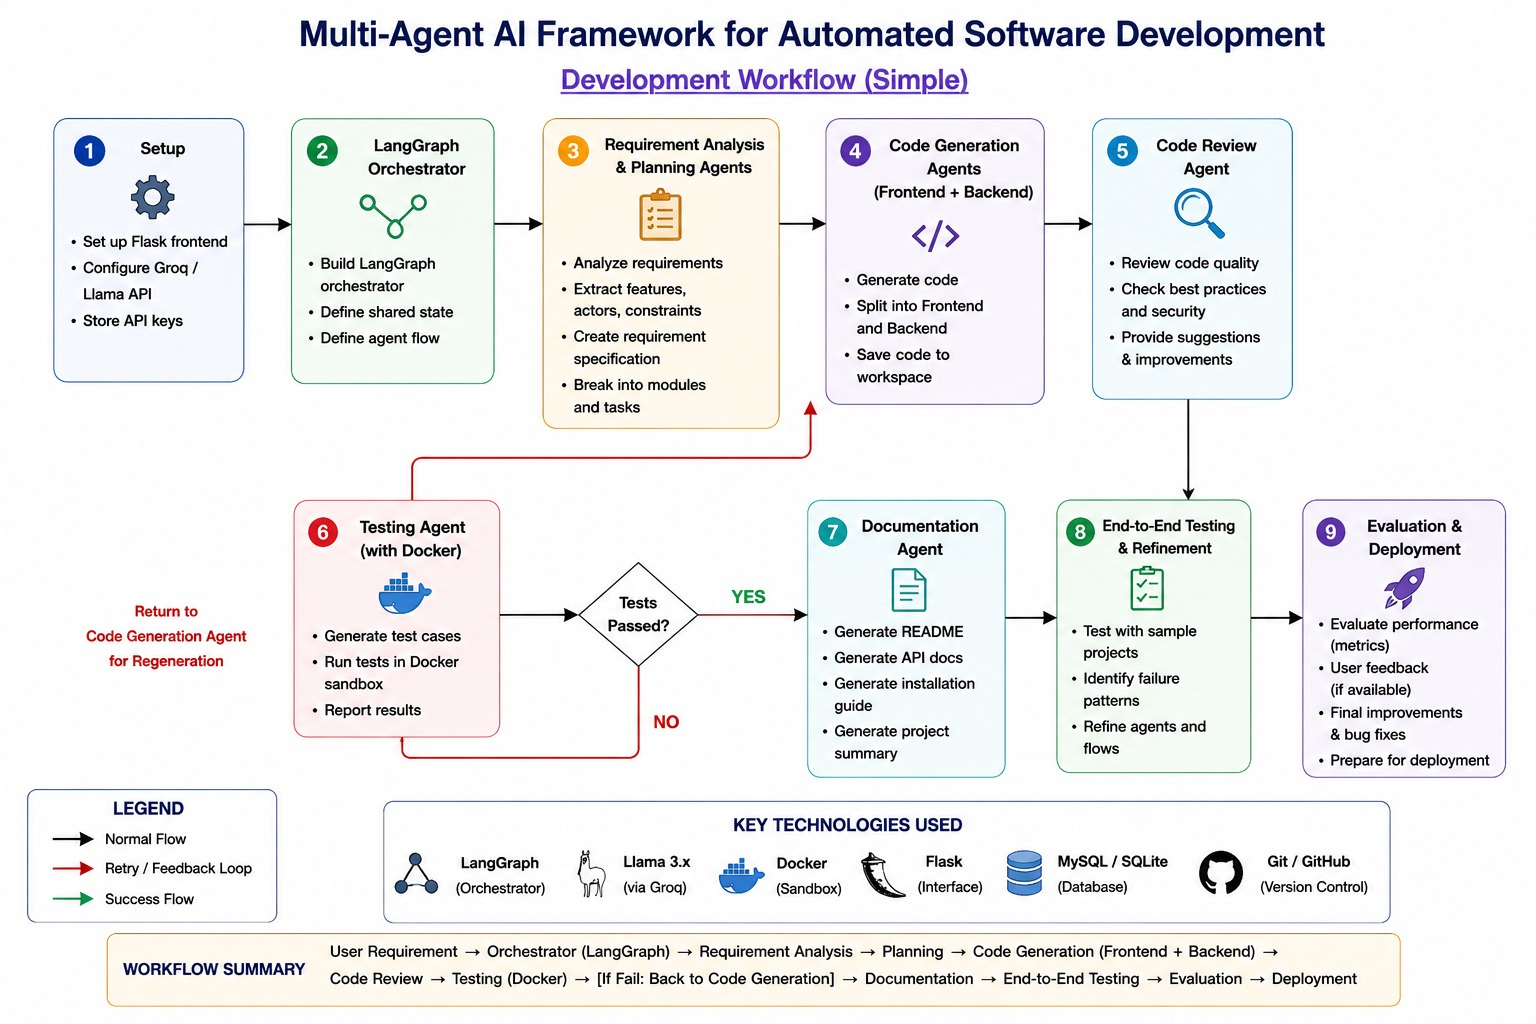 Multi-Agent AI Framework for Automated Software Development
Development Workflow (Simple)
1
Setup
• Set up Flask frontend
• Configure Groq /
Llama API
• Store API keys
2
LangGraph
Orchestrator
• Build LangGraph
orchestrator
• Define shared state
• Define agent flow
3
Requirement Analysis
& Planning Agents
• Analyze requirements
• Extract features,
actors, constraints
• Create requirement
specification
• Break into modules
and tasks
4
Code Generation
Agents
(Frontend + Backend)
</>
• Generate code
• Split into Frontend
and Backend
• Save code to
workspace
5
Code Review
Agent
• Review code quality
• Check best practices
and security
• Provide suggestions
& improvements
Return to
Code Generation Agent
for Regeneration
6
Testing Agent
(with Docker)
• Generate test cases
• Run tests in Docker
sandbox
• Report results
Tests
Passed?
YES
NO
7
Documentation
Agent
• Generate README
• Generate API docs
• Generate installation
guide
• Generate project
summary
8
End-to-End Testing
& Refinement
• Test with sample
projects
• Identify failure
patterns
• Refine agents and
flows
9
Evaluation &
Deployment
• Evaluate performance
(metrics)
• User feedback
(if available)
• Final improvements
& bug fixes
• Prepare for deployment
LEGEND
Normal Flow
Retry / Feedback Loop
Success Flow
KEY TECHNOLOGIES USED
LangGraph
(Orchestrator)
Llama 3.x
(via Groq)
Docker
(Sandbox)
Flask
(Interface)
MySQL / SQLite
(Database)
Git / GitHub
(Version Control)
WORKFLOW SUMMARY
User Requirement → Orchestrator (LangGraph) → Requirement Analysis → Planning → Code Generation (Frontend + Backend) →
Code Review → Testing (Docker) → [If Fail: Back to Code Generation] → Documentation → End-to-End Testing → Evaluation → Deployment